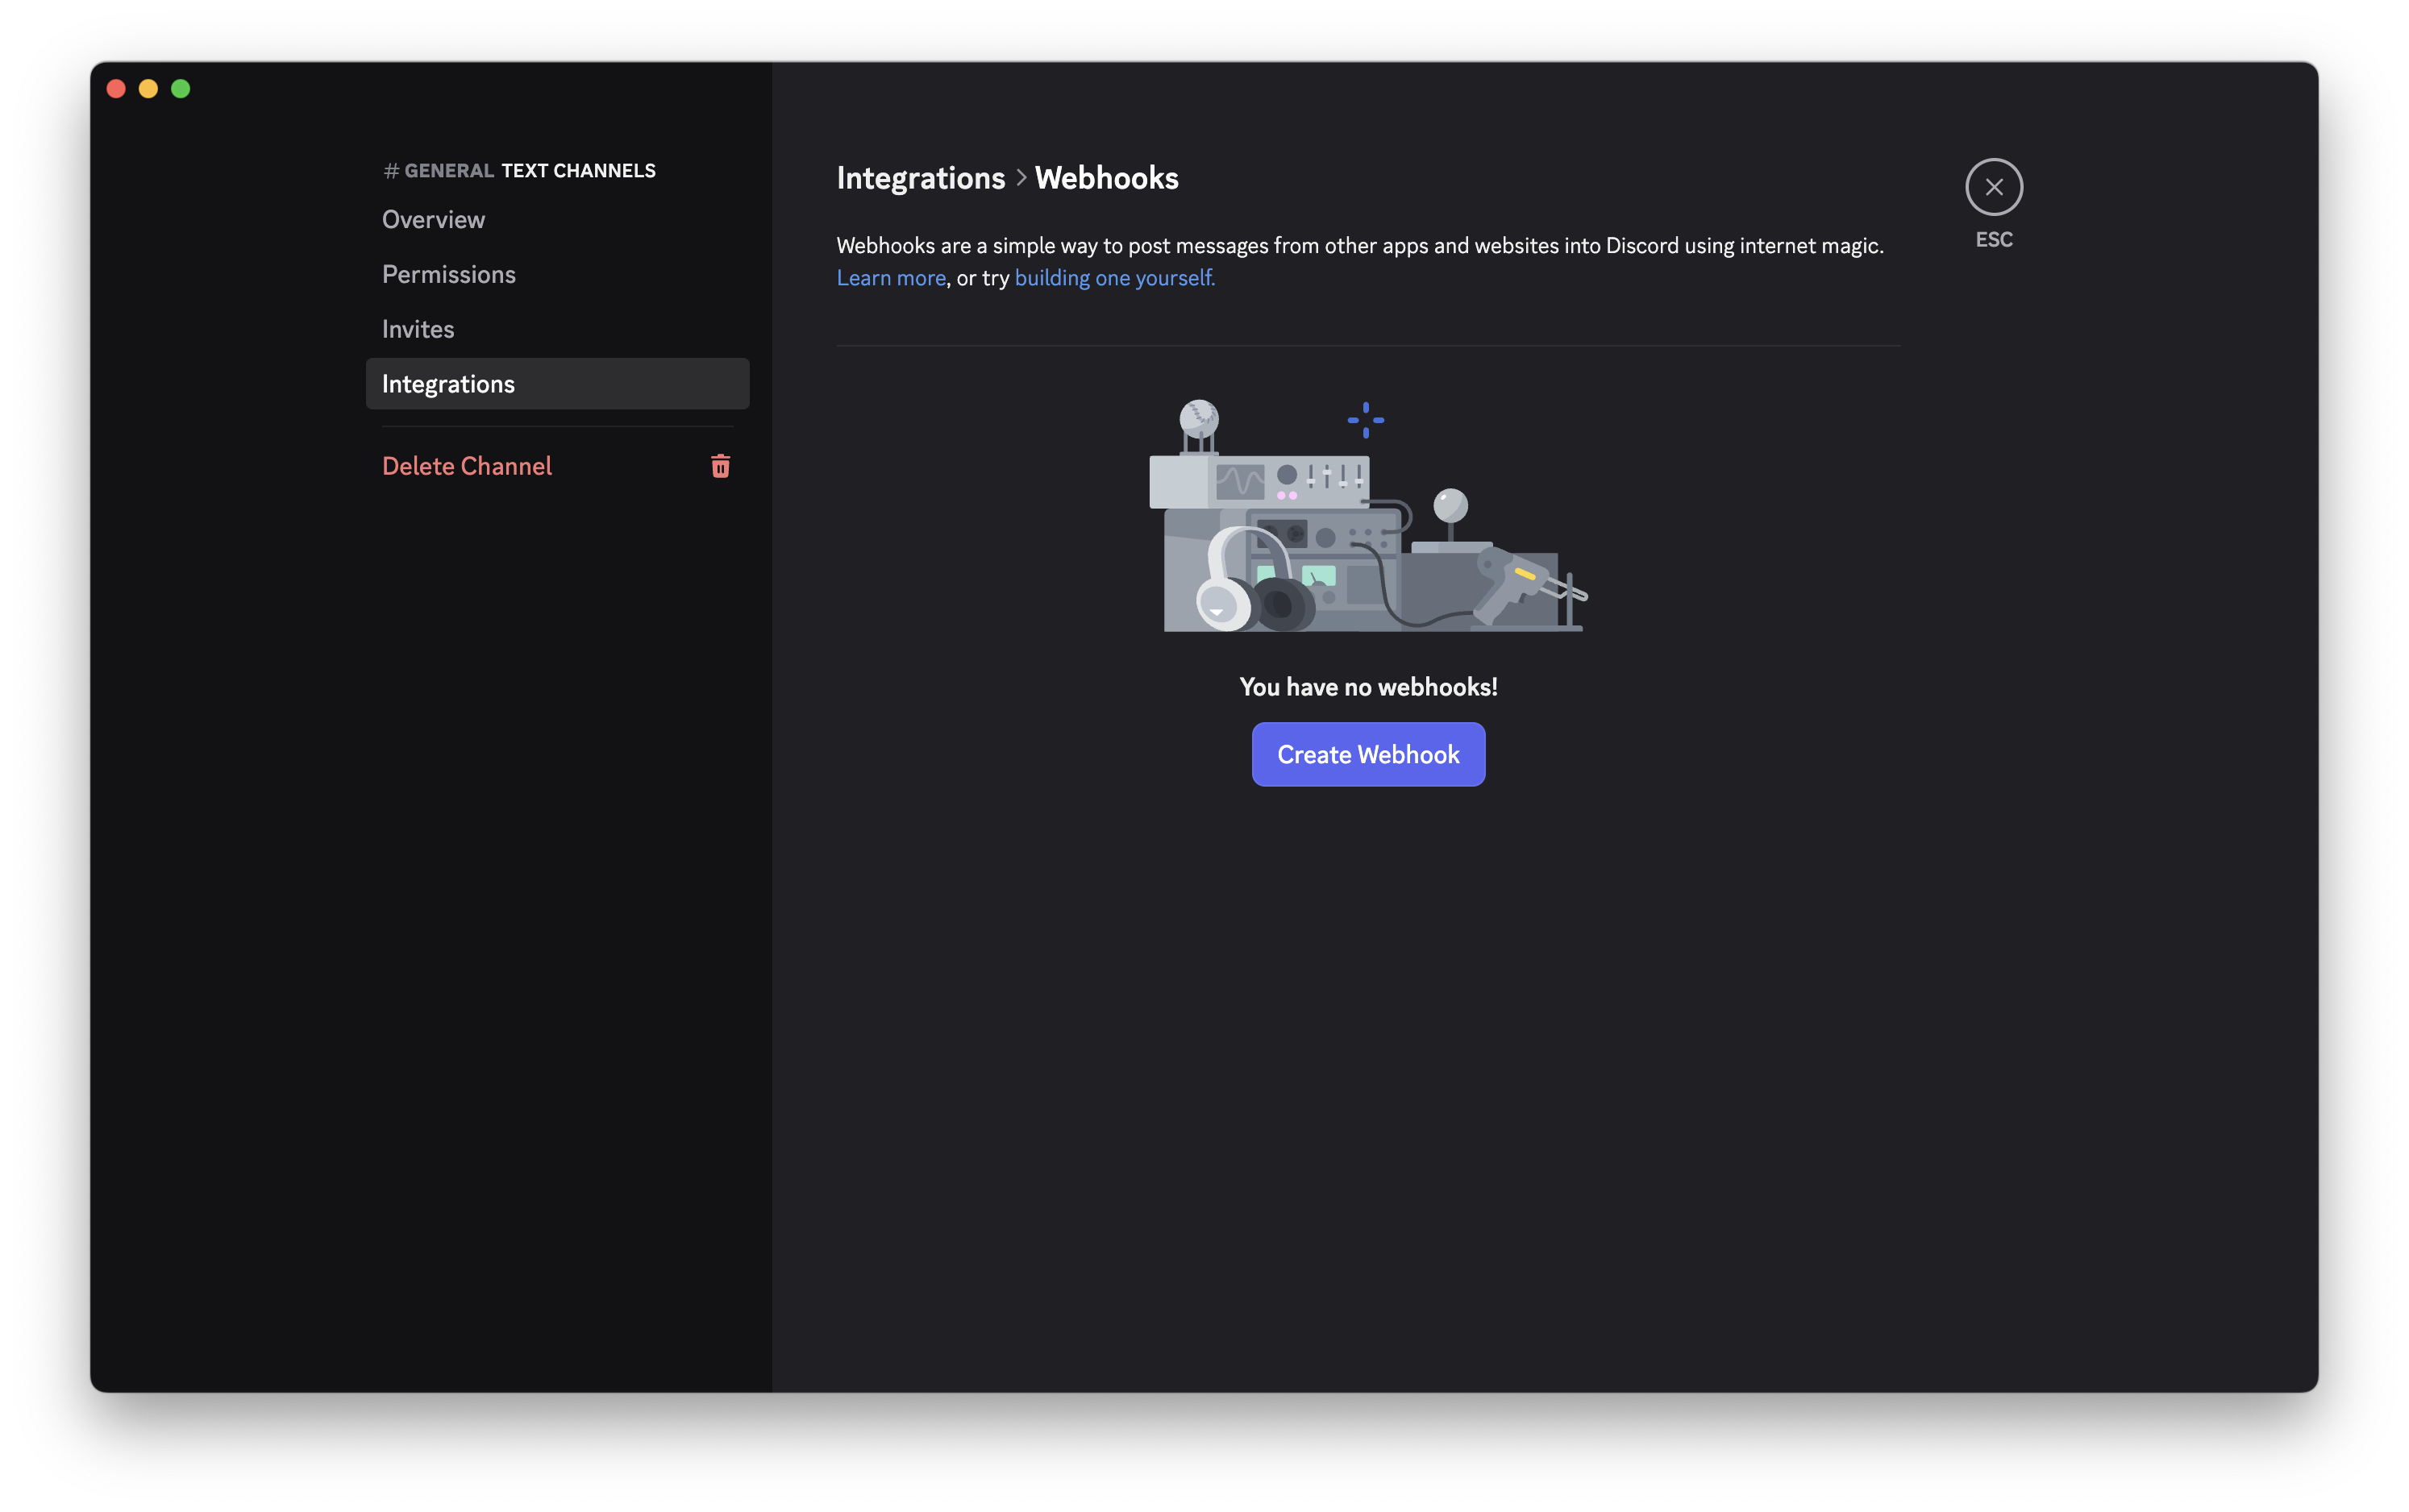 # GENERAL TEXT CHANNELS
Overview
Permissions
Invites
Integrations
Delete Channel
Integrations > Webhooks
Webhooks are a simple way to post messages from other apps and websites into Discord using internet magic.
Learn more, or try building one yourself.
ESC
You have no webhooks!
Create Webhook